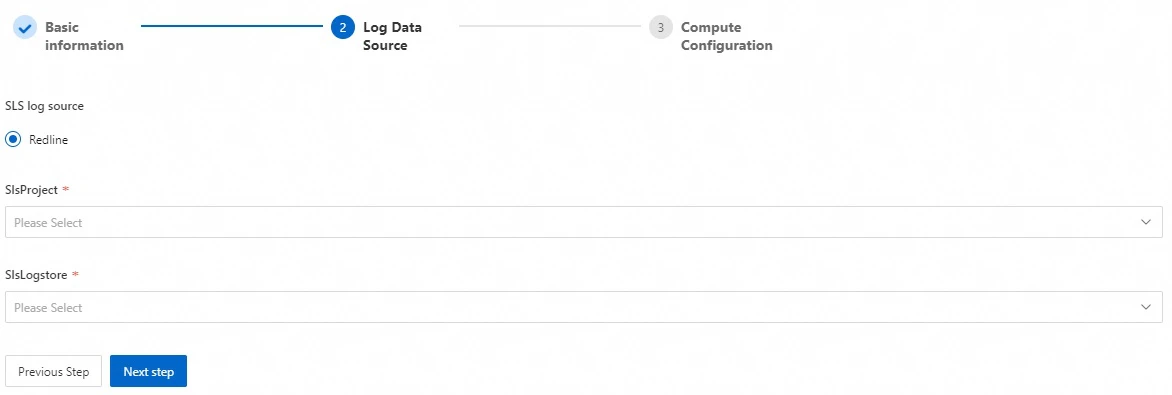 Basic
information
2
Log Data
Source
3
Compute
Configuration
SLS log source
Redline
SlsProject *
Please Select
SlsLogstore *
Please Select
Previous Step
Next step